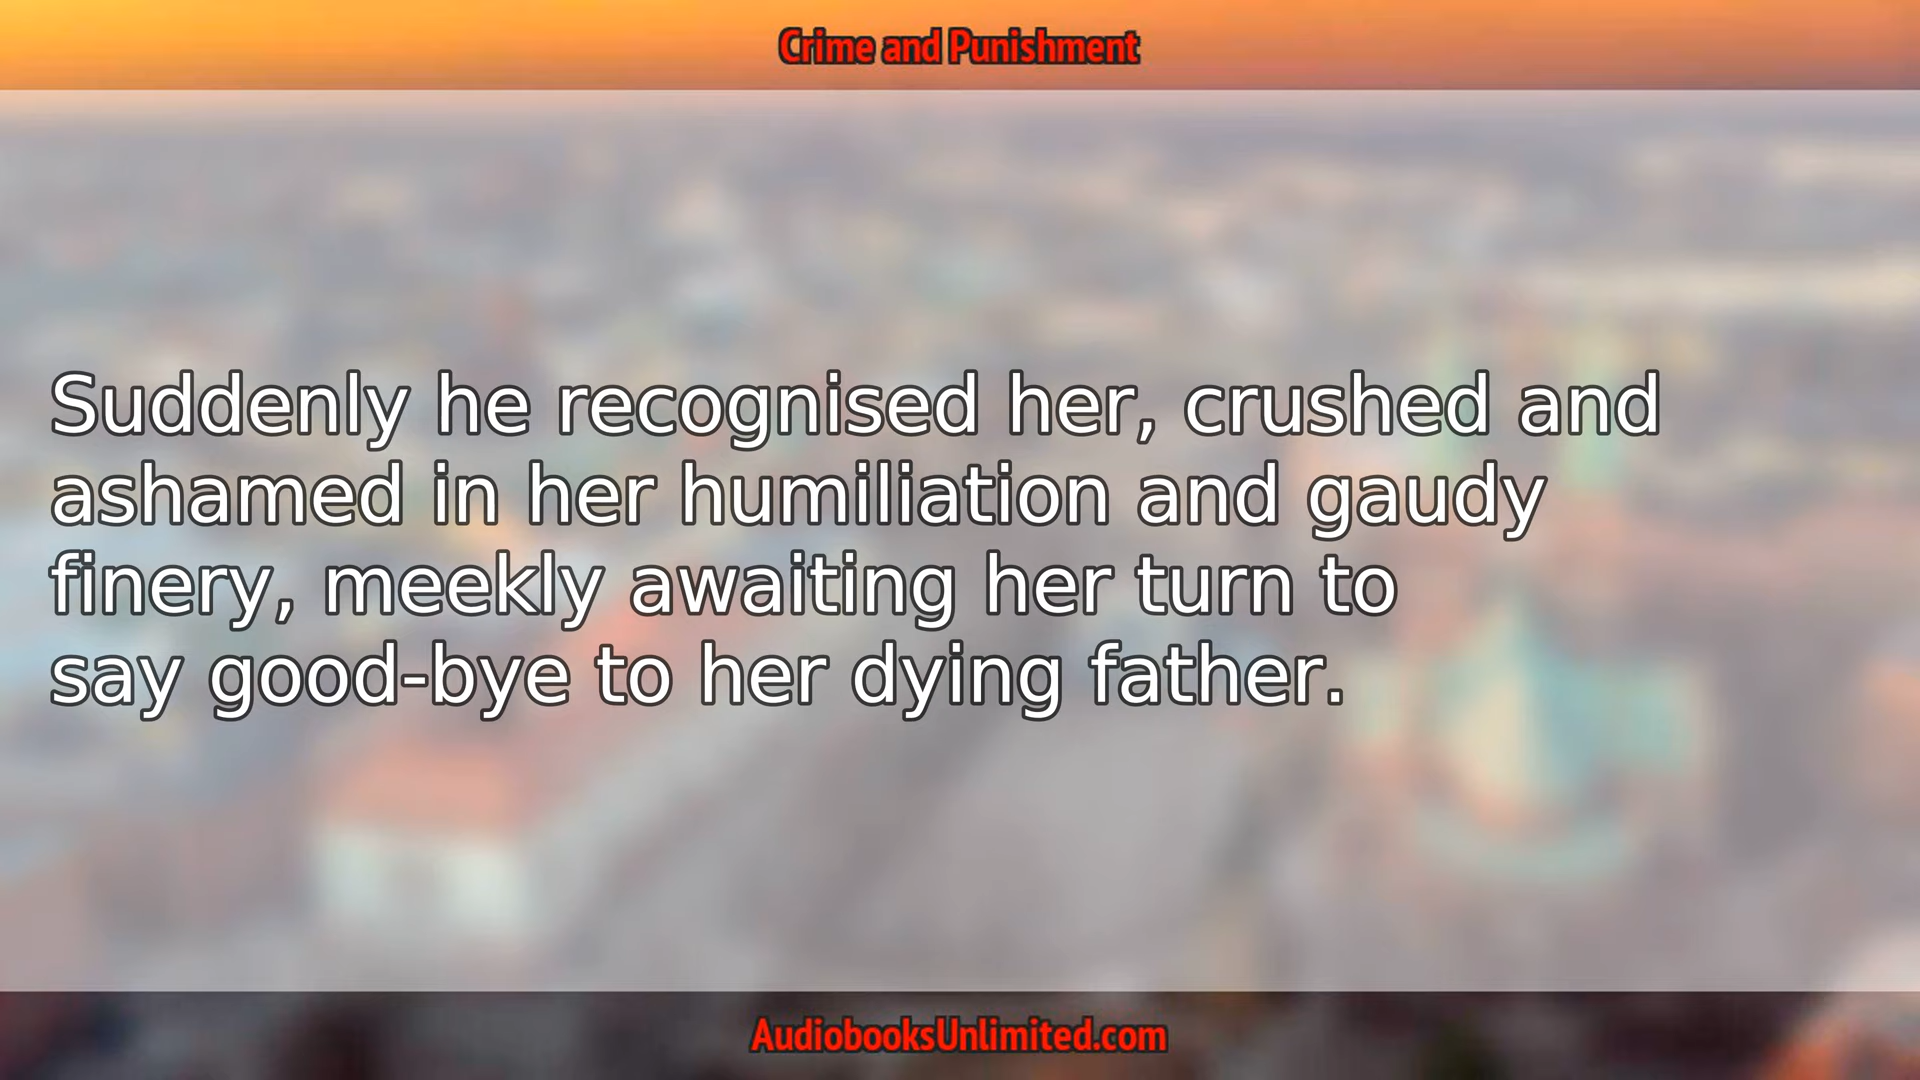 Crime and Punishment
Suddenly he recognised her, crushed and
ashamed in her humiliation and gaudy
finery, meekly awaiting her turn to
say good-bye to her dying father.
AudiobooksUnlimited.com